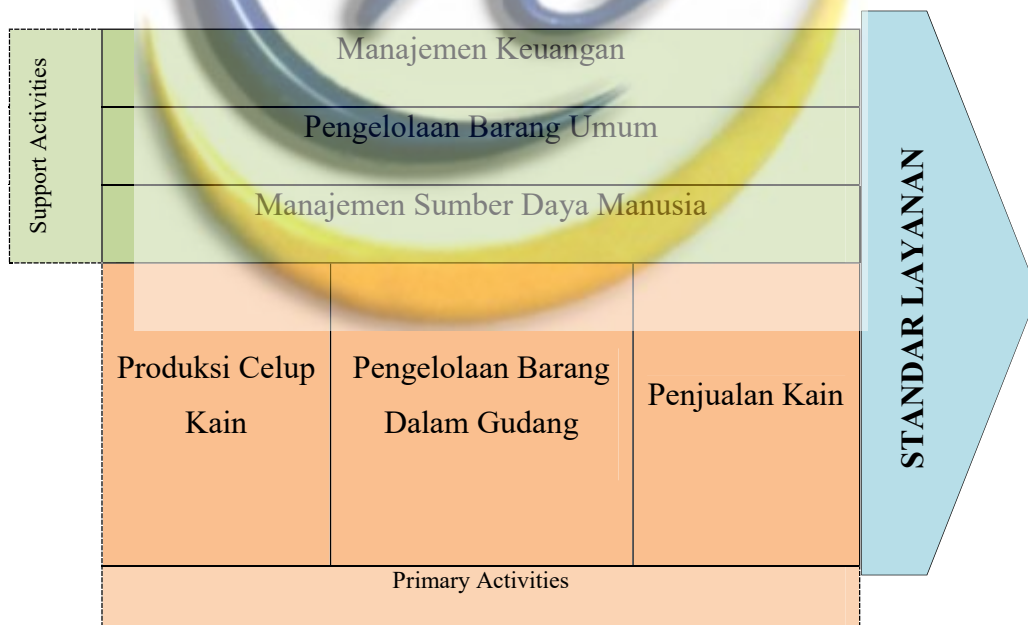 Support Activities
Manajemen Keuangan
Pengelolaan Barang Umum
Manajemen Sumber Daya Manusia
Produksi Celup
Kain
Pengelolaan Barang
Dalam Gudang
Penjualan Kain
Primary Activities
STANDAR LAYANAN